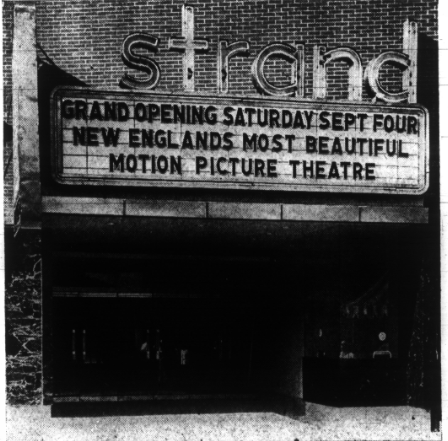 strand
GRAND OPENING SATURDAY SEPT FOUR
NEW ENGLANDS MOST BEAUTIFUL
MOTION PICTURE THEATRE